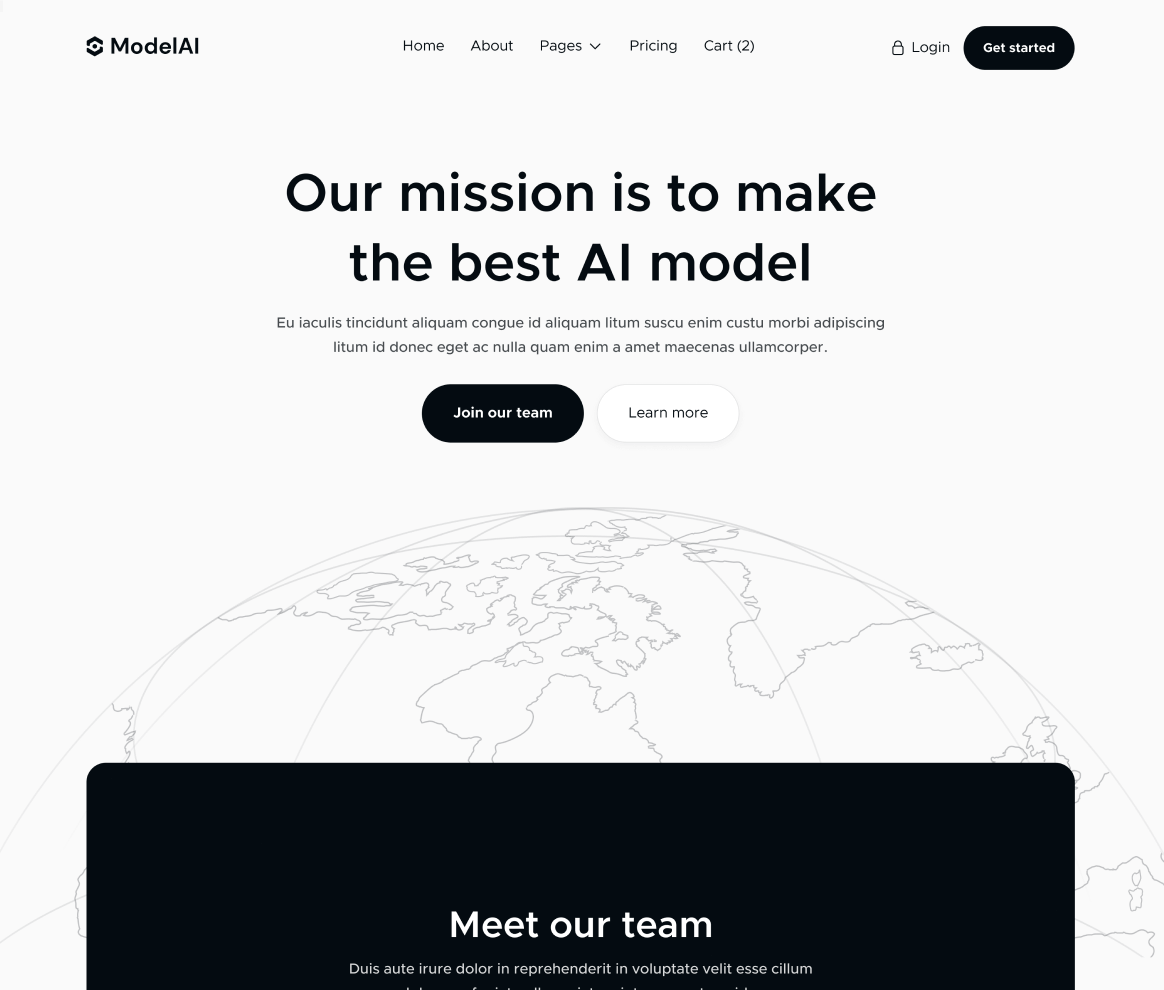 ModelAI
Home
About
Pages
Pricing
Cart (2)
Login
Get started
Our mission is to make
the best AI model
Eu iaculis tincidunt aliquam congue id aliquam litum suscu enim custu morbi adipiscing
litum id donec eget ac nulla quam enim a amet maecenas ullamcorper.
Join our team
Learn more
Meet our team
Duis aute irure dolor in reprehenderit in voluptate velit esse cillum